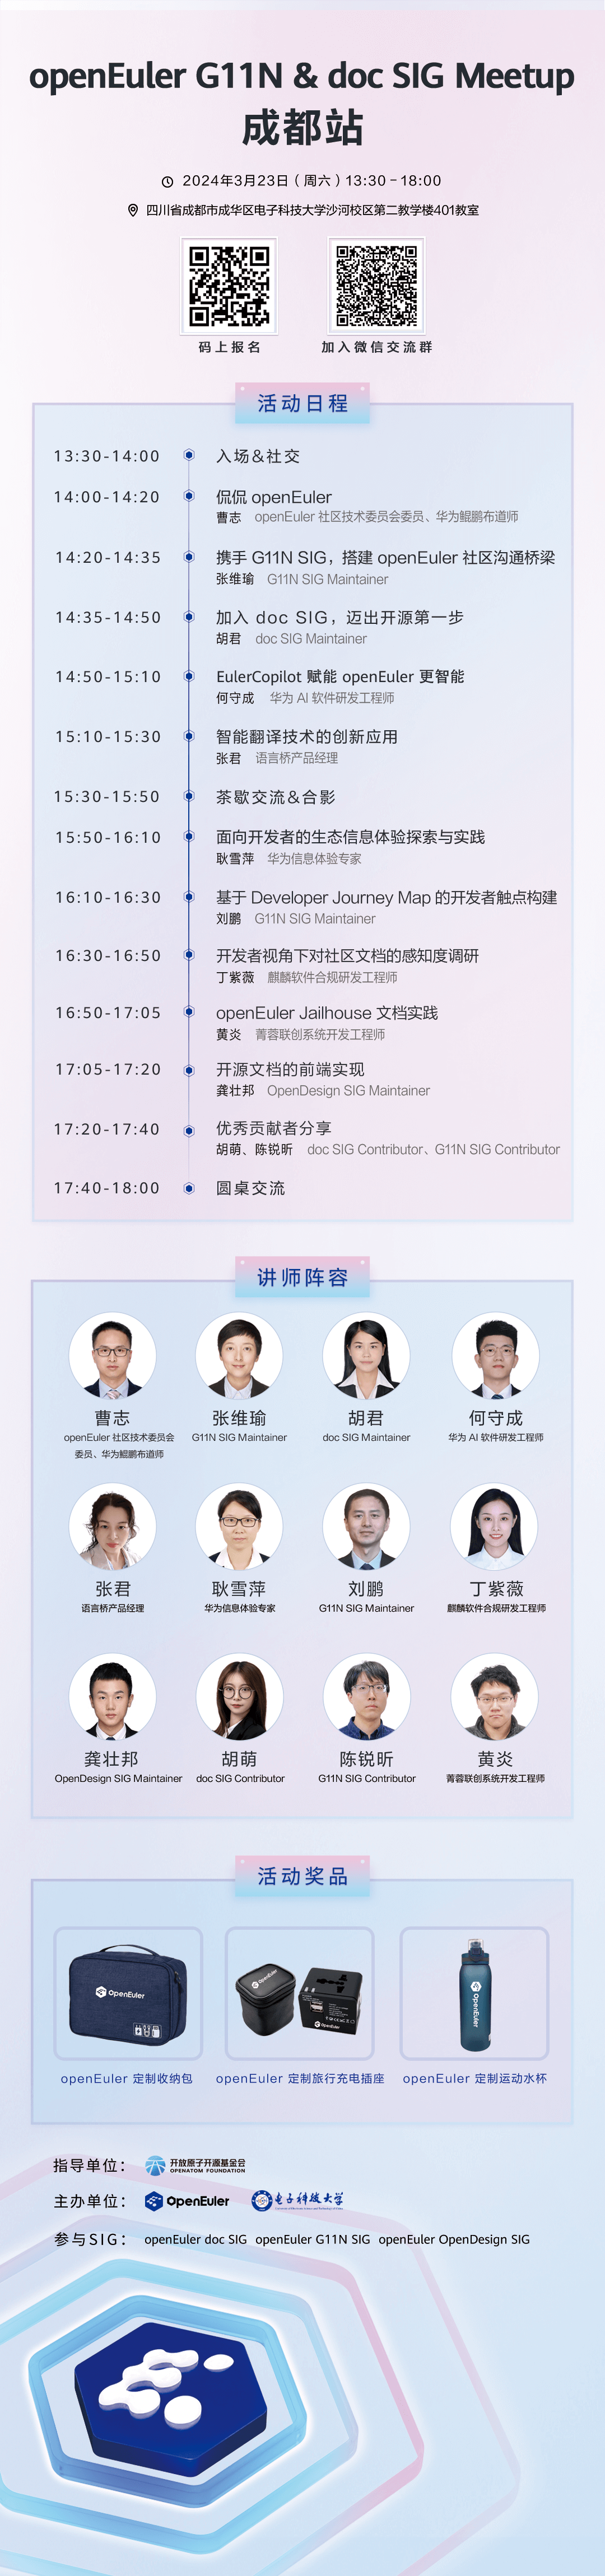 openEuler G11N & doc SIG Meetup
成都站
2024年3月23日（周六）13:30-18:00
四川省成都市成华区电子科技大学沙河校区第二教学楼401教室
码上报名
加入微信交流群
活动日程
13:30-14:00 入场&社交
14:00-14:20 侃侃 openEuler
曹志 openEuler 社区技术委员会委员、华为鲲鹏布道师
14:20-14:35 携手 G11N SIG，搭建 openEuler 社区沟通桥梁
张维瑜 G11N SIG Maintainer
14:35-14:50 加入 doc SIG，迈出开源第一步
胡君 doc SIG Maintainer
14:50-15:10 EulerCopilot 赋能 openEuler 更智能
何守成 华为 AI 软件研发工程师
15:10-15:30 智能翻译技术的创新应用
张君 语言桥产品经理
15:30-15:50 茶歇交流&合影
15:50-16:10 面向开发者的生态信息体验探索与实践
耿雪萍 华为信息体验专家
16:10-16:30 基于 Developer Journey Map 的开发者触点构建
刘鹏 G11N SIG Maintainer
16:30-16:50 开发者视角下对社区文档的感知度调研
丁紫薇 麒麟软件合规研发工程师
16:50-17:05 openEuler Jailhouse 文档实践
黄炎 菁蓉联创系统开发工程师
17:05-17:20 开源文档的前端实现
龚壮邦 OpenDesign SIG Maintainer
17:20-17:40 优秀贡献者分享
胡萌、陈锐昕 doc SIG Contributor、G11N SIG Contributor
17:40-18:00 圆桌交流
讲师阵容
曹志 张维瑜 胡君 何守成
openEuler 社区技术委员会 G11N SIG Maintainer doc SIG Maintainer 华为 AI 软件研发工程师
委员、华为鲲鹏布道师
张君 耿雪萍 刘鹏 丁紫薇
语言桥产品经理 华为信息体验专家 G11N SIG Maintainer 麒麟软件合规研发工程师
龚壮邦 胡萌 陈锐昕 黄炎
OpenDesign SIG Maintainer doc SIG Contributor G11N SIG Contributor 菁蓉联创系统开发工程师
活动奖品
OpenEuler
OpenEuler
OpenEuler
openEuler 定制收纳包 openEuler 定制旅行充电插座 openEuler 定制运动水杯
指导单位： 开放原子开源基金会
OPENATOM FOUNDATION
主办单位： OpenEuler 电子科技大学
参与SIG： openEuler doc SIG openEuler G11N SIG openEuler OpenDesign SIG